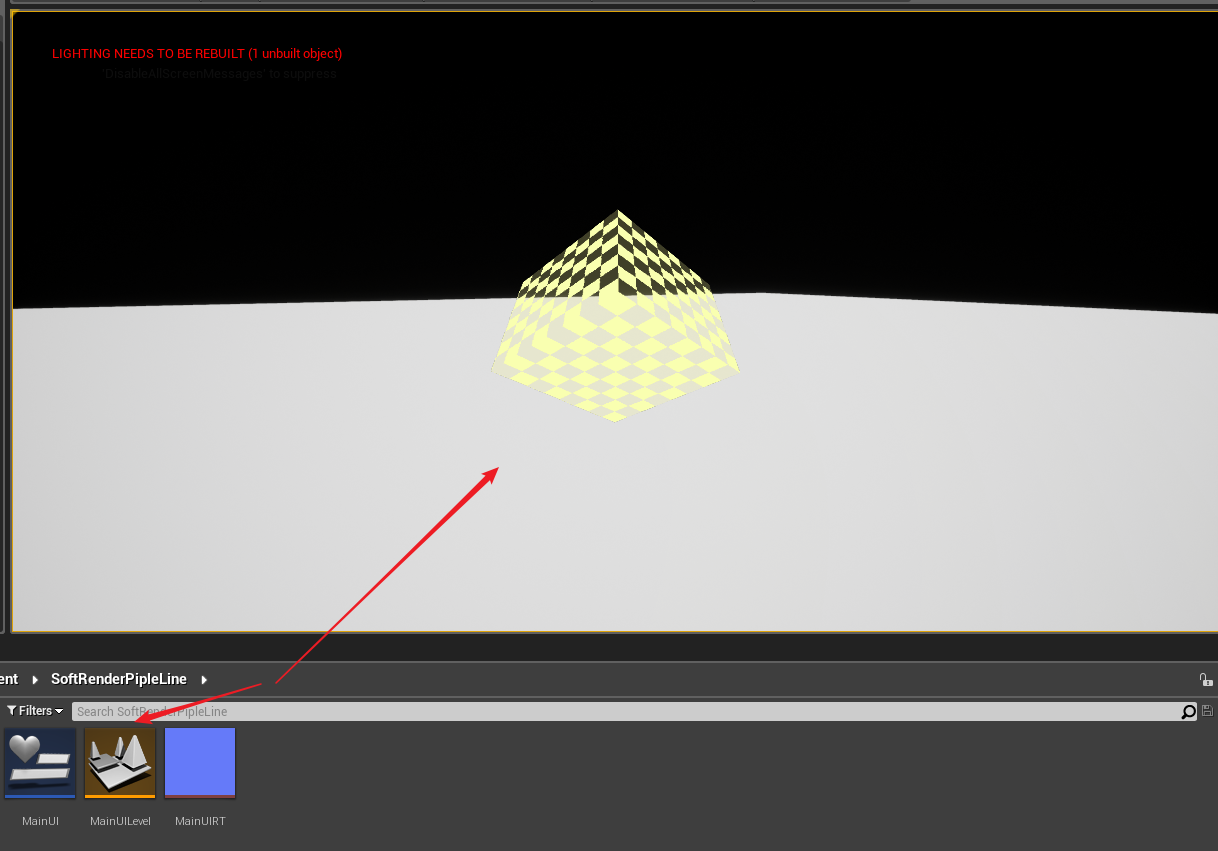 LIGHTING NEEDS TO BE REBUILT (1 unbuilt object)
'DisableAllScreenMessages' to suppress
ent SoftRenderPipleLine
Filters Search SoftRenderPipleLine
MainUI MainUILevel MainUIRT